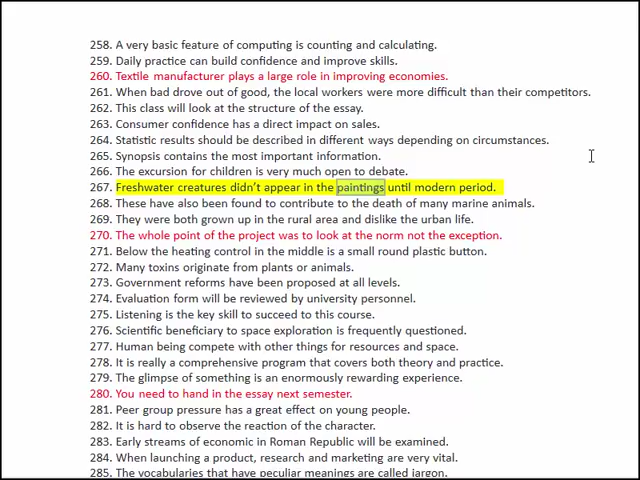 258. A very basic feature of computing is counting and calculating.
259. Daily practice can build confidence and improve skills.
260. Textile manufacturer plays a large role in improving economies.
261. When bad drove out of good, the local workers were more difficult than their competitors.
262. This class will look at the structure of the essay.
263. Consumer confidence has a direct impact on sales.
264. Statistic results should be described in different ways depending on circumstances.
265. Synopsis contains the most important information.
266. The excursion for children is very much open to debate.
267. Freshwater creatures didn't appear in the paintings until modern period.
268. These have also been found to contribute to the death of many marine animals.
269. They were both grown up in the rural area and dislike the urban life.
270. The whole point of the project was to look at the norm not the exception.
271. Below the heating control in the middle is a small round plastic button.
272. Many toxins originate from plants or animals.
273. Government reforms have been proposed at all levels.
274. Evaluation form will be reviewed by university personnel.
275. Listening is the key skill to succeed to this course.
276. Scientific beneficiary to space exploration is frequently questioned.
277. Human being compete with other things for resources and space.
278. It is really a comprehensive program that covers both theory and practice.
279. The glimpse of something is an enormously rewarding experience.
280. You need to hand in the essay next semester.
281. Peer group pressure has a great effect on young people.
282. It is hard to observe the reaction of the character.
283. Early streams of economic in Roman Republic will be examined.
284. When launching a product, research and marketing are very vital.
285. The vocabularies that have peculiar meanings are called jargon.